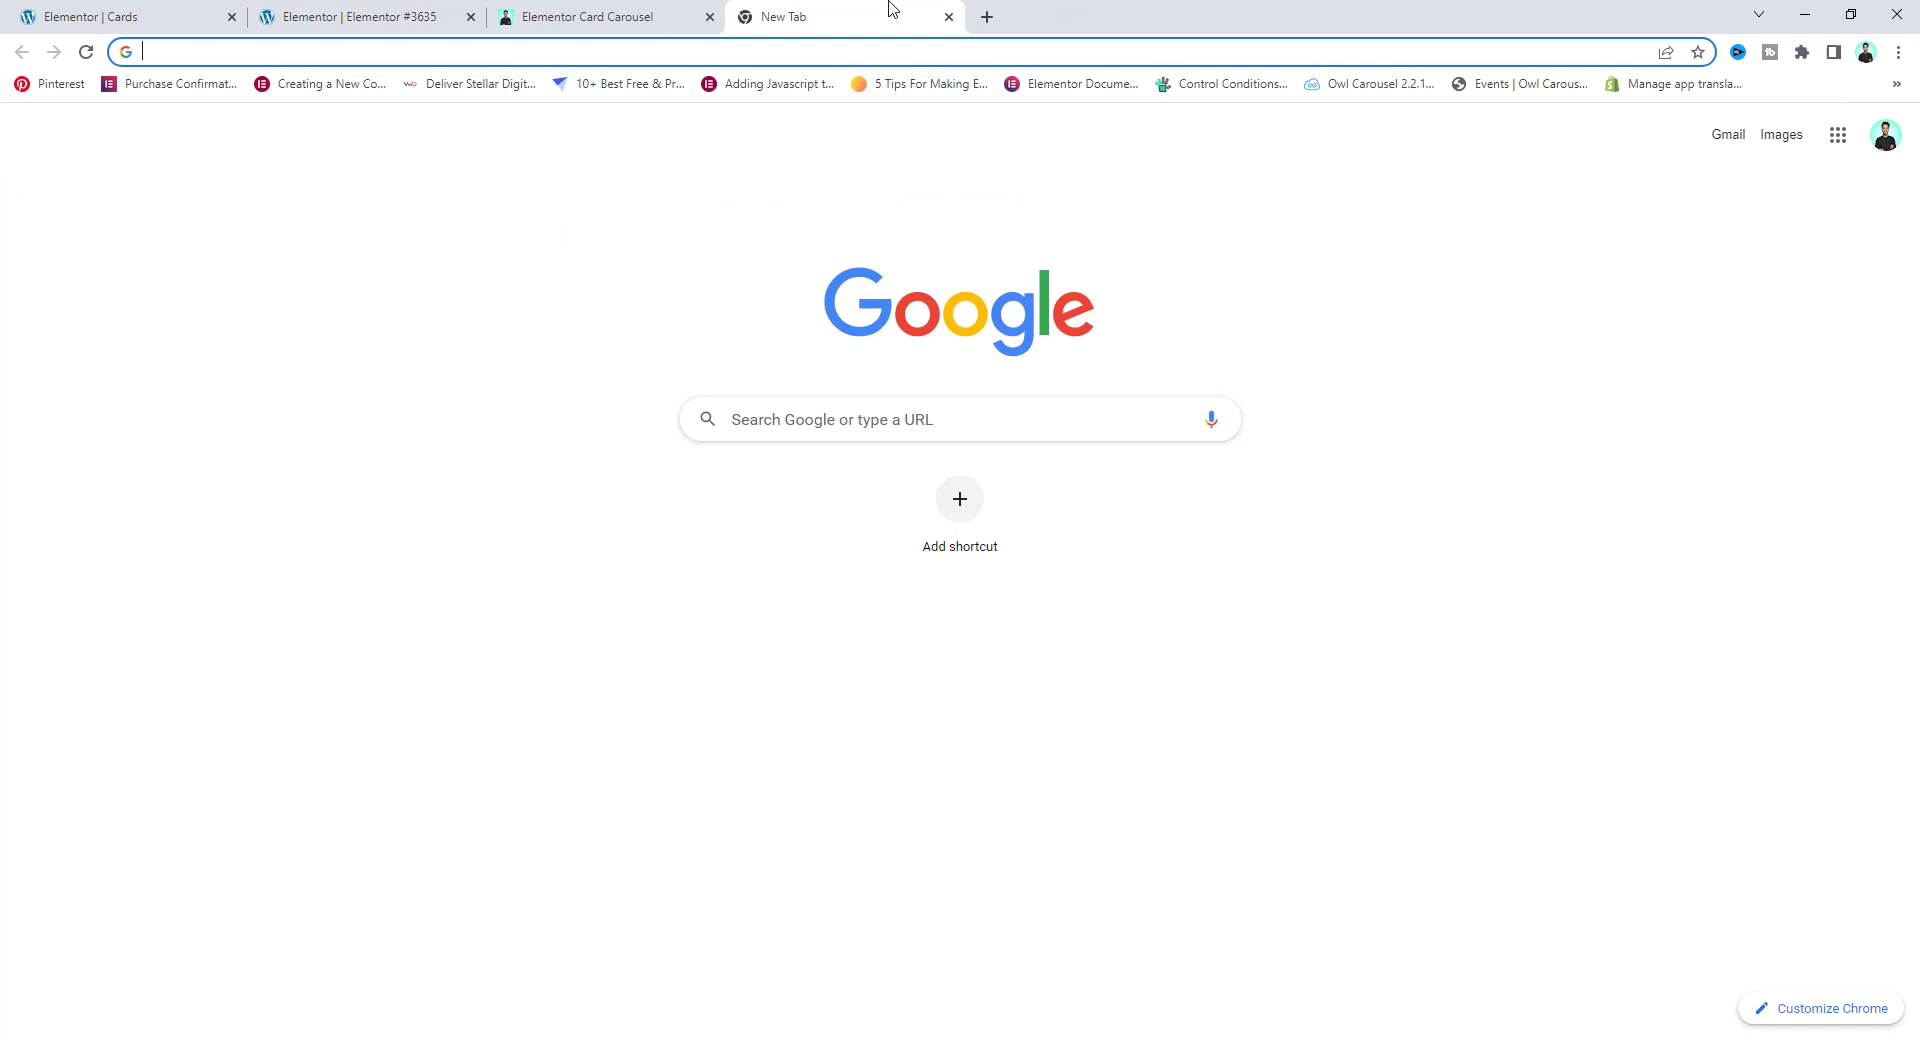 Elementor | Cards
Elementor | Elementor #3635
Elementor Card Carousel
New Tab
Pinterest
Purchase Confirmat...
Creating a New Co...
Deliver Stellar Digit...
10+ Best Free & Pr...
Adding Javascript t...
5 Tips For Making E...
Elementor Docume...
Control Conditions...
Owl Carousel 2.2.1...
Events | Owl Carous...
Manage app transla...
Gmail
Images
Google
Search Google or type a URL
Add shortcut
Customize Chrome